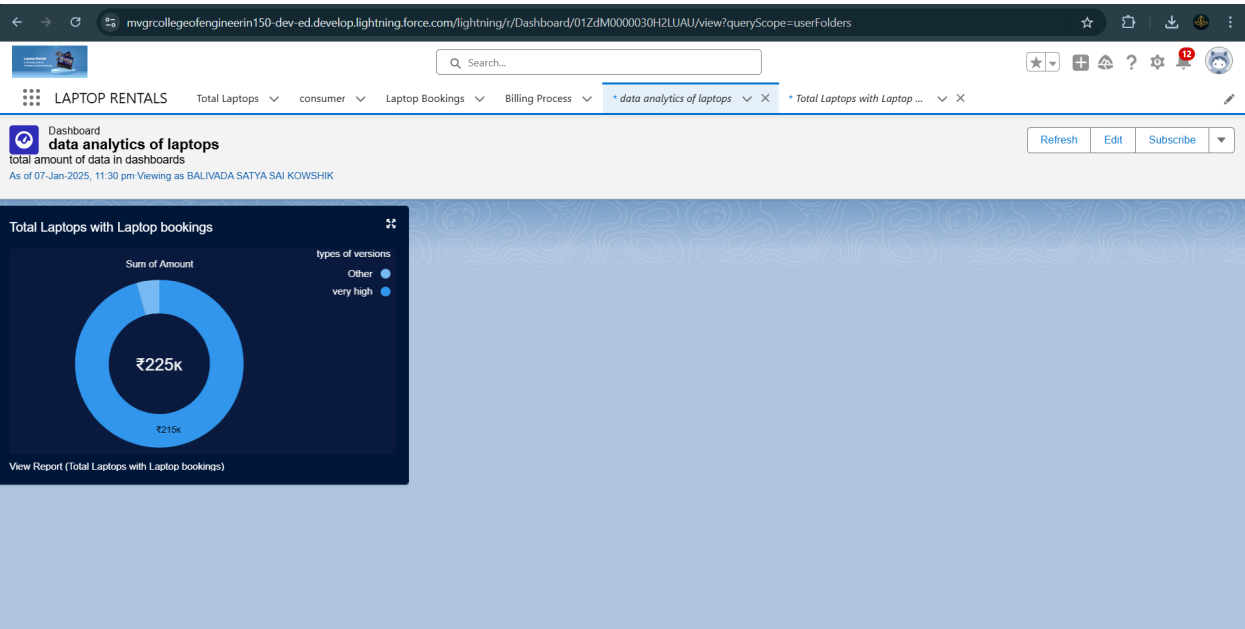 mvgrcollegeofengineerin150-dev-ed.develop.lightning.force.com/lightning/r/Dashboard/01ZdM0000030H2LUAU/view?queryScope=userFolders
Search...
12
LAPTOP RENTALS Total Laptops consumer Laptop Bookings Billing Process * data analytics of laptops * Total Laptops with Laptop ...
Dashboard
data analytics of laptops
total amount of data in dashboards
As of 07-Jan-2025, 11:30 pm·Viewing as BALIVADA SATYA SAI KOWSHIK
Refresh Edit Subscribe
Total Laptops with Laptop bookings
Sum of Amount
types of versions
Other
very high
₹225K
₹215K
View Report (Total Laptops with Laptop bookings)